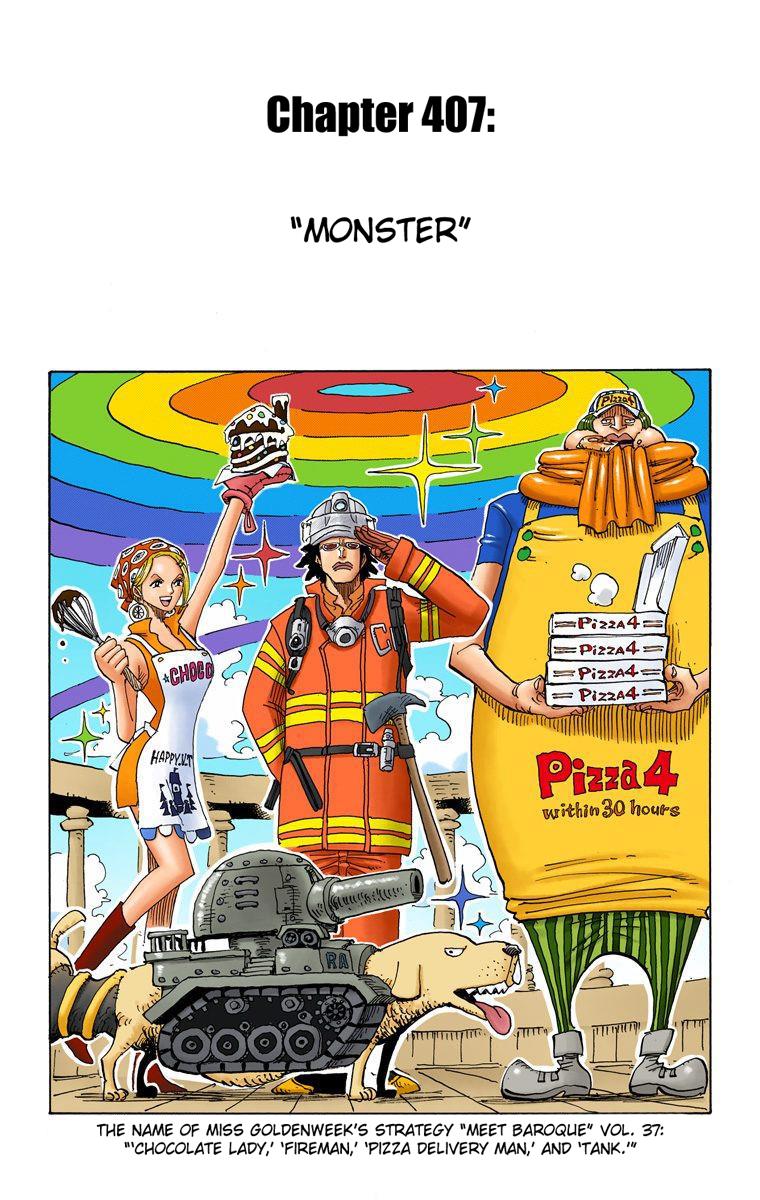 Chapter 407:
"MONSTER"
Pizza4
CHOCO
C
PizzA4
PizzA4
PizzA4
PizzA4
HAPPY.V.T
Pizza4
within 30 hours
RA
THE NAME OF MISS GOLDENWEEK'S STRATEGY "MEET BAROQUE" VOL. 37:
"'CHOCOLATE LADY,' 'FIREMAN,' 'PIZZA DELIVERY MAN,' AND 'TANK.'"